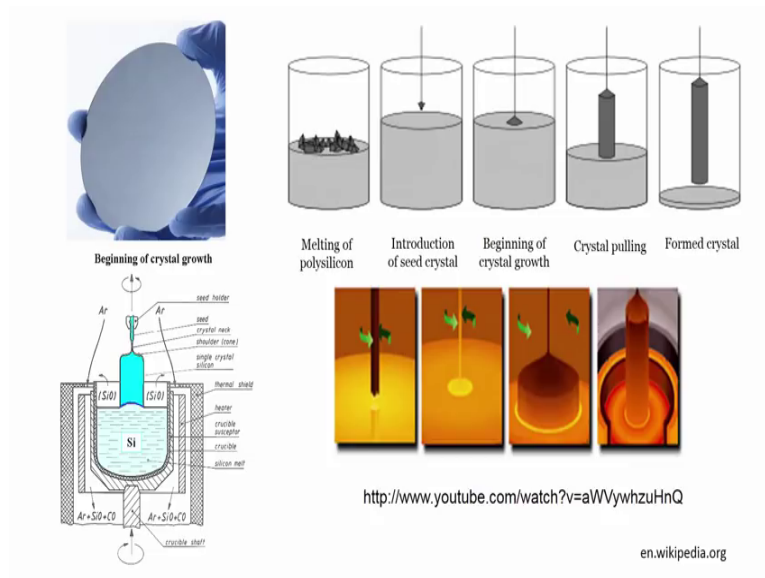 Melting of
polysilicon
Introduction
of seed crystal
Beginning of
crystal growth
Crystal pulling
Formed crystal
Beginning of crystal growth
seed holder
Ar
Ar
seed
crystal neck
shoulder (cone)
single crystal
silicon
thermal shield
(SiO)
(SiO)
heater
crucible
susceptor
Si
crucible
silicon melt
Ar+SiO+CO
Ar+SiO+CO
crucible shaft
http://www.youtube.com/watch?v=aWVywhzuHnQ
en.wikipedia.org